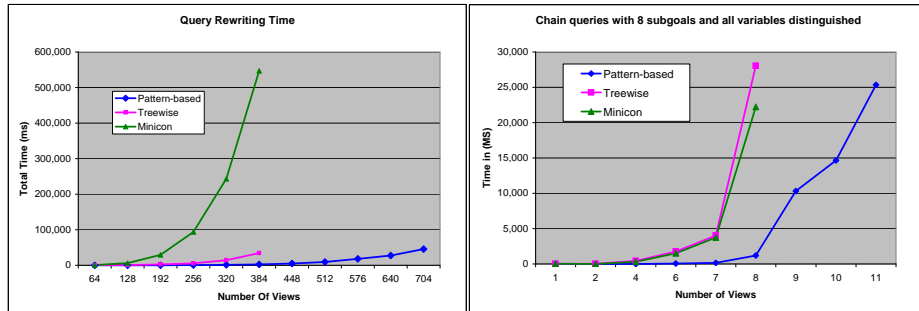 Query Rewriting Time
600,000
500,000
400,000
300,000
200,000
100,000
0
Total Time (ms)
Pattern-based
Treewise
Minicon
64 128 192 256 320 384 448 512 576 640 704
Number Of Views
Chain queries with 8 subgoals and all variables distinguished
30,000
25,000
20,000
15,000
10,000
5,000
0
Time in (MS)
Pattern-based
Treewise
Minicon
1 2 4 6 7 8 9 10 11
Number of Views